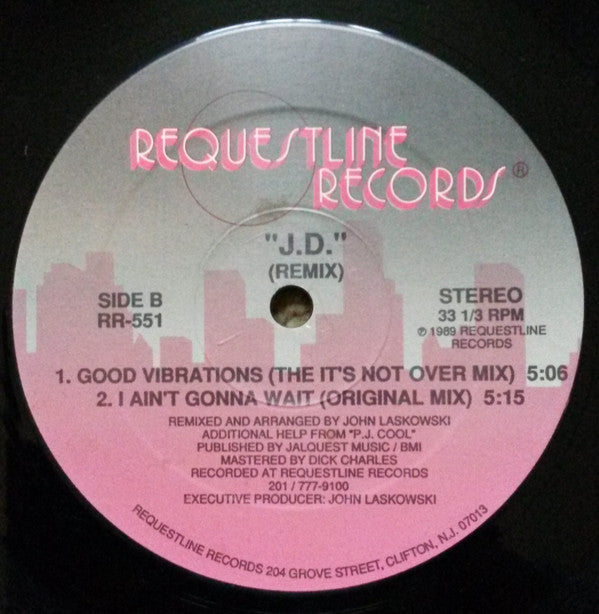 REQUESTLINE
RECORDS ®
"J.D."
(REMIX)
SIDE B
RR-551
STEREO
33 1/3 RPM
℗ 1989 REQUESTLINE
RECORDS
1. GOOD VIBRATIONS (THE IT'S NOT OVER MIX) 5:06
2. I AIN'T GONNA WAIT (ORIGINAL MIX) 5:15
REMIXED AND ARRANGED BY JOHN LASKOWSKI
ADDITIONAL HELP FROM "P.J. COOL"
PUBLISHED BY JALQUEST MUSIC / BMI
MASTERED BY DICK CHARLES
RECORDED AT REQUESTLINE RECORDS
201 / 777-9100
EXECUTIVE PRODUCER: JOHN LASKOWSKI
REQUESTLINE RECORDS 204 GROVE STREET, CLIFTON, N.J. 07013